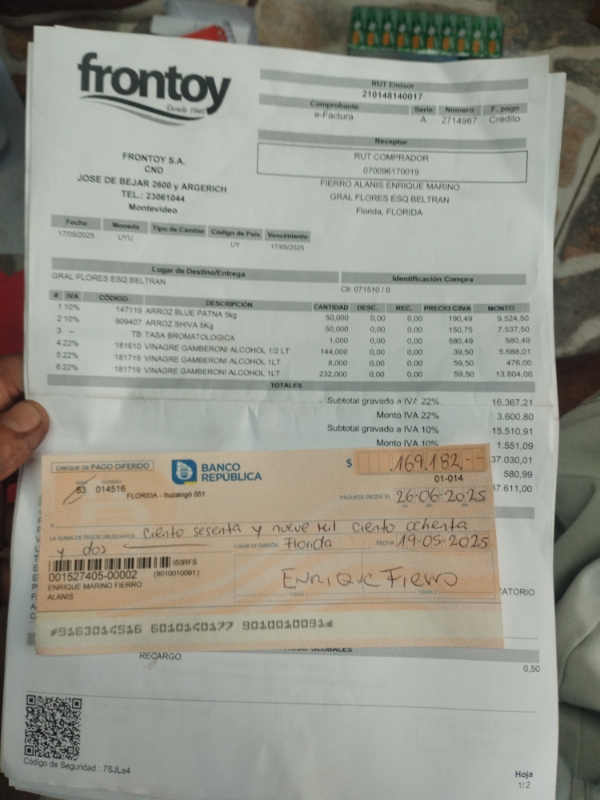 frontoy
Desde 1960
RUT Emisor
210148140017
Comprobante Serie Número F. pago
e-Factura A 2714987 Crédito
Receptor
RUT COMPRADOR
070096170019
FIERRO ALANIS ENRIQUE MARINO
GRAL FLORES ESQ BELTRAN
Florida, FLORIDA
FRONTOY S.A.
CND
JOSE DE BEJAR 2600 y ARGERICH
TEL.: 23061044
Montevideo
Fecha Moneda Tipo de Cambio Código de País Vencimiento
17/05/2025 UYU UY 17/05/2025
Lugar de Destino/Entrega Identificación Compra
GRAL FLORES ESQ BELTRAN
Cli: 071510 / 0
# IVA CÓDIGO DESCRIPCIÓN CANTIDAD DESC. REC. PRECIO C/IVA MONTO
1 10% 147119 ARROZ BLUE PATNA 5kg 50,000 0,00 0,00 190,49 9.524,50
2 10% 909407 ARROZ SHIVA 5Kg 50,000 0,00 0,00 150,75 7.537,50
3 -- TB TASA BROMATOLOGICA 1,000 0,00 0,00 580,49 580,49
4 22% 181610 VINAGRE GAMBERONI ALCOHOL 1/2 LT 144,000 0,00 0,00 39,50 5.688,01
5 22% 181719 VINAGRE GAMBERONI ALCOHOL 1LT 8,000 0,00 0,00 59,50 476,00
6 22% 181719 VINAGRE GAMBERONI ALCOHOL 1LT 232,000 0,00 0,00 59,50 13.804,00
TOTALES
Subtotal gravado a IVA 22% 16.367,21
Monto IVA 22% 3.600,80
Subtotal gravado a IVA 10% 15.510,91
Monto IVA 10% 1.551,09
37.030,01
580,99
37.611,00
CHEQUE DE PAGO DIFERIDO
BANCO
REPÚBLICA
$ 169.182--
01-014
SERIE NÚMERO
63 014516
FLORIDA - Ituzaingó 551
PÁGUESE DESDE EL 26-06-2025
A
LA SUMA DE PESOS URUGUAYOS ciento sesenta y nueve mil ciento ochenta
y dos
LUGAR DE EMISIÓN Florida FECHA 19-05-2025
I53RFS
001527405-00002 (9010010091)
ENRIQUE MARINO FIERRO
ALANIS
ENRIQUE FIERRO
9163014516 6010140177 9010010091
RATORIO
GLOBALES
RECARGO 0,50
Código de Seguridad : 7SJLa4
Hoja
1/2